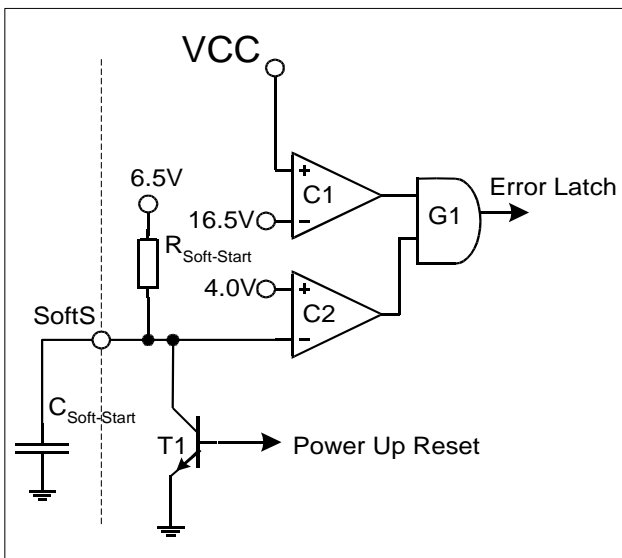 VCC
6.5V
+
C1
-
16.5V
G1
Error Latch
R Soft-Start
4.0V
+
C2
-
SoftS
C Soft-Start
T1
Power Up Reset